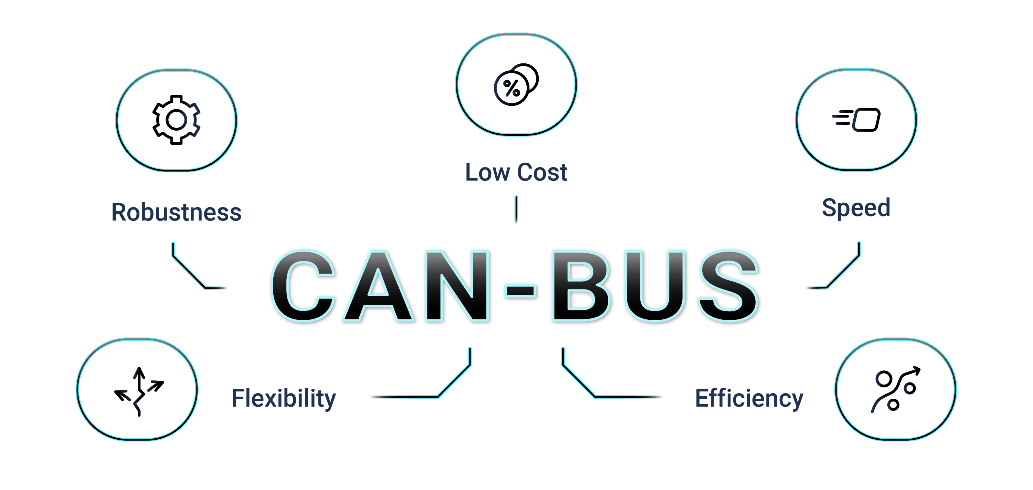 Low Cost
Robustness
Speed
CAN-BUS
Flexibility
Efficiency
%